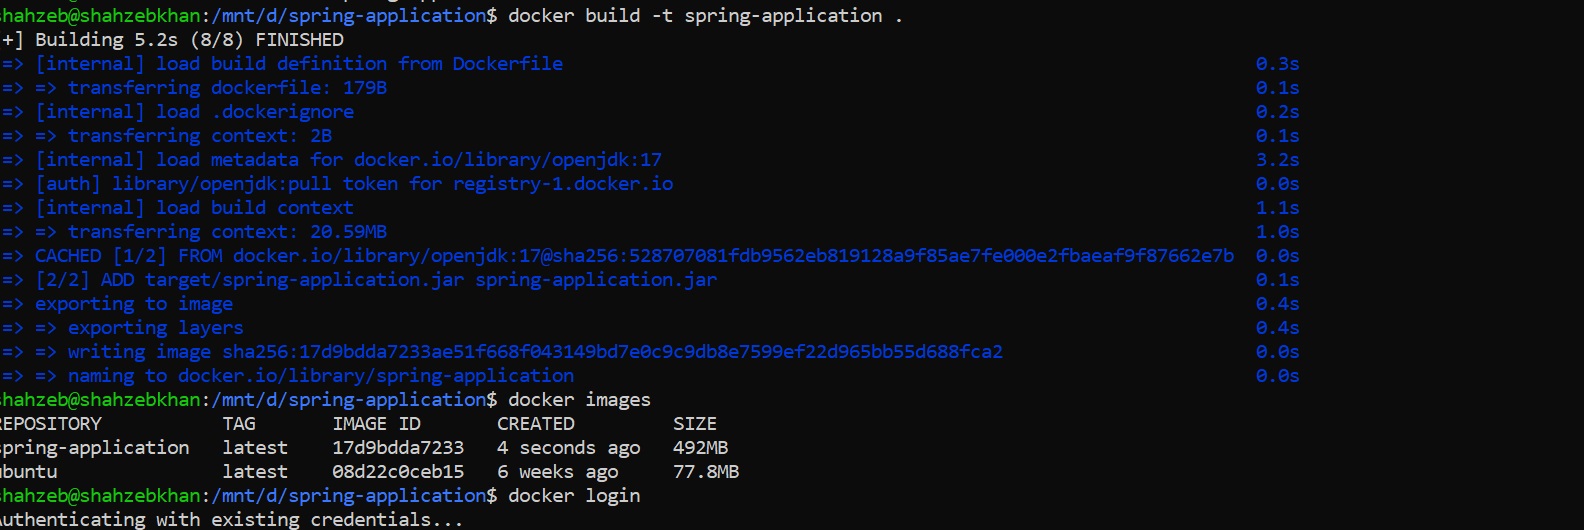 shahzeb@shahzebkhan:/mnt/d/spring-application$ docker build -t spring-application .
+] Building 5.2s (8/8) FINISHED
=> [internal] load build definition from Dockerfile 0.3s
=> => transferring dockerfile: 179B 0.1s
=> [internal] load .dockerignore 0.2s
=> => transferring context: 2B 0.1s
=> [internal] load metadata for docker.io/library/openjdk:17 3.2s
=> [auth] library/openjdk:pull token for registry-1.docker.io 0.0s
=> [internal] load build context 1.1s
=> => transferring context: 20.59MB 1.0s
=> CACHED [1/2] FROM docker.io/library/openjdk:17@sha256:528707081fdb9562eb819128a9f85ae7fe000e2fbaeaf9f87662e7b 0.0s
=> [2/2] ADD target/spring-application.jar spring-application.jar 0.1s
=> exporting to image 0.4s
=> => exporting layers 0.4s
=> => writing image sha256:17d9bdda7233ae51f668f043149bd7e0c9c9db8e7599ef22d965bb55d688fca2 0.0s
=> => naming to docker.io/library/spring-application 0.0s
shahzeb@shahzebkhan:/mnt/d/spring-application$ docker images
REPOSITORY TAG IMAGE ID CREATED SIZE
spring-application latest 17d9bdda7233 4 seconds ago 492MB
ubuntu latest 08d22c0ceb15 6 weeks ago 77.8MB
shahzeb@shahzebkhan:/mnt/d/spring-application$ docker login
Authenticating with existing credentials...